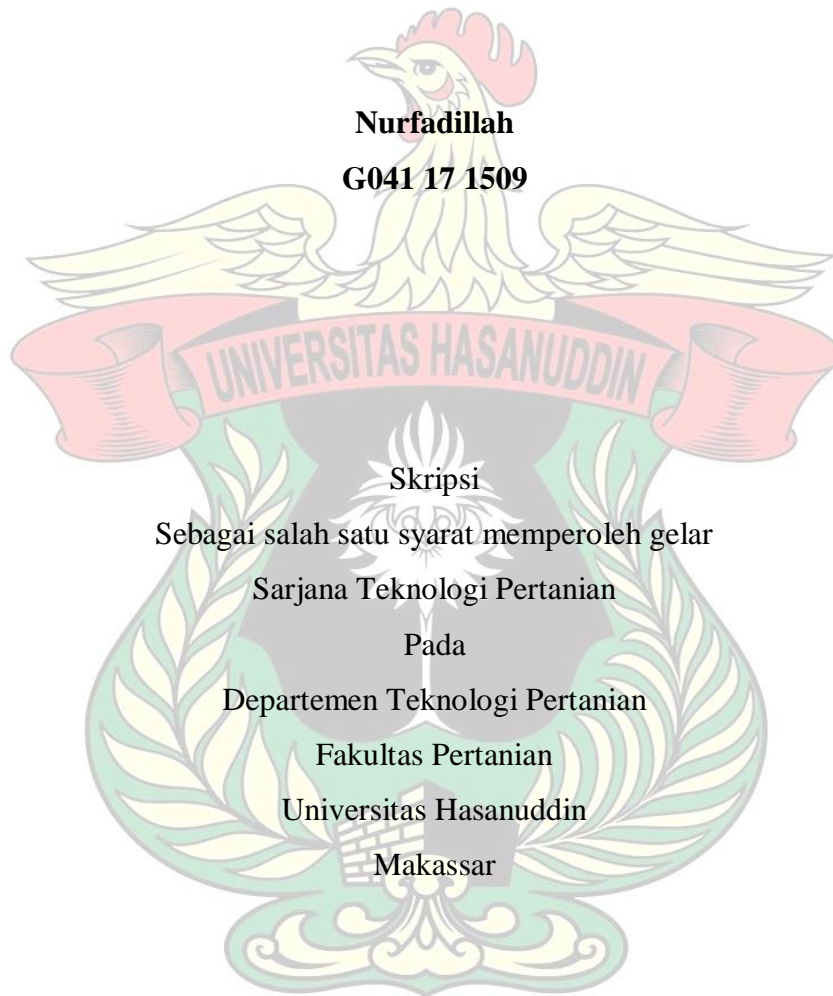 Nurfadillah
G041 17 1509
UNIVERSITAS HASANUDDIN
Skripsi
Sebagai salah satu syarat memperoleh gelar
Sarjana Teknologi Pertanian
Pada
Departemen Teknologi Pertanian
Fakultas Pertanian
Universitas Hasanuddin
Makassar